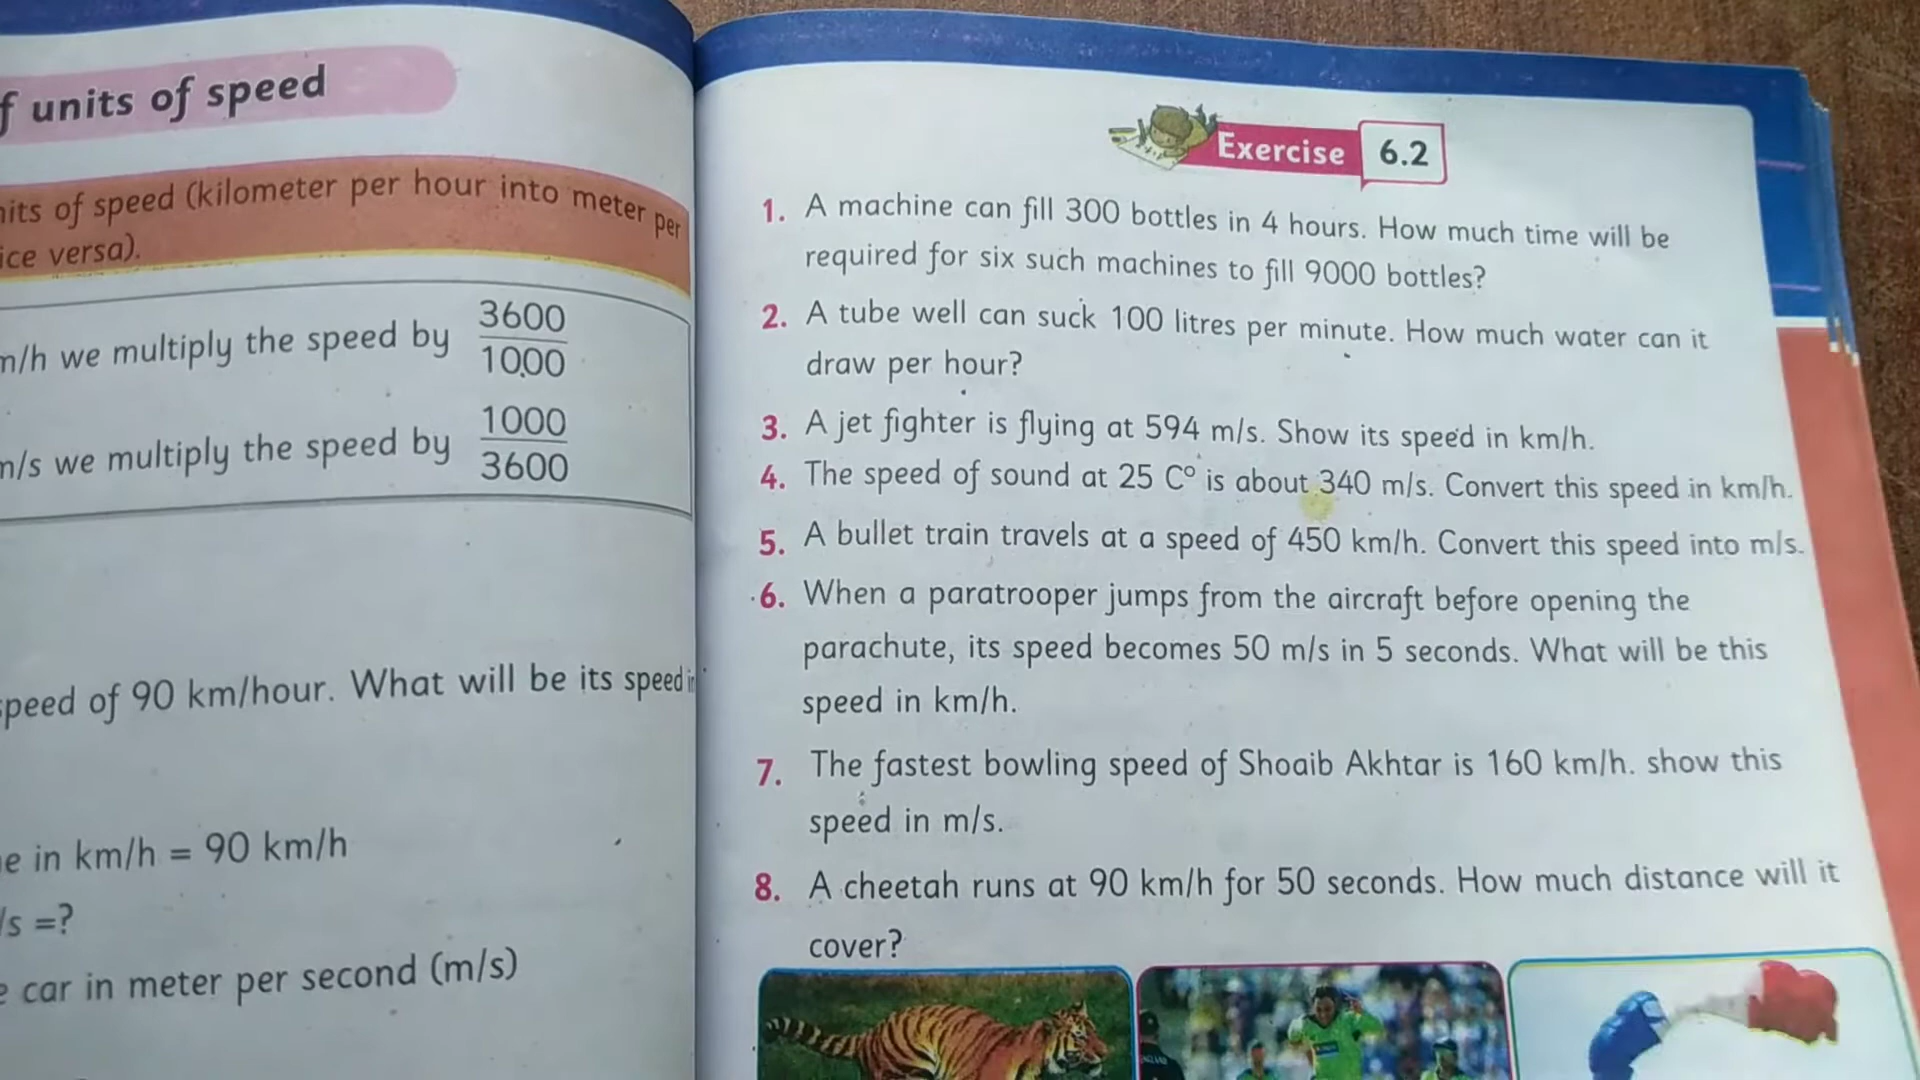 f units of speed
nits of speed (kilometer per hour into meter per
ice versa).
m/h we multiply the speed by 3600
1000
m/s we multiply the speed by 1000
3600
speed of 90 km/hour. What will be its speed in
e in km/h = 90 km/h
/s =?
e car in meter per second (m/s)
Exercise 6.2
1. A machine can fill 300 bottles in 4 hours. How much time will be
required for six such machines to fill 9000 bottles?
2. A tube well can suck 100 litres per minute. How much water can it
draw per hour?
3. A jet fighter is flying at 594 m/s. Show its speed in km/h.
4. The speed of sound at 25 C° is about 340 m/s. Convert this speed in km/h.
5. A bullet train travels at a speed of 450 km/h. Convert this speed into m/s.
6. When a paratrooper jumps from the aircraft before opening the
parachute, its speed becomes 50 m/s in 5 seconds. What will be this
speed in km/h.
7. The fastest bowling speed of Shoaib Akhtar is 160 km/h. show this
speed in m/s.
8. A cheetah runs at 90 km/h for 50 seconds. How much distance will it
cover?